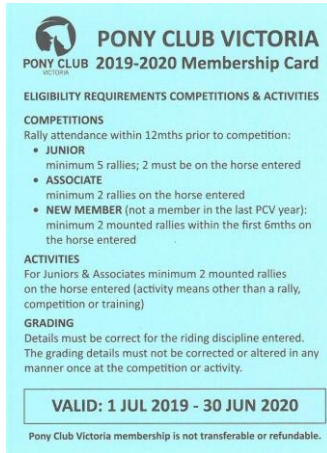 PONY CLUB VICTORIA
PONY CLUB
VICTORIA
2019-2020 Membership Card
ELIGIBILITY REQUIREMENTS COMPETITIONS & ACTIVITIES
COMPETITIONS
Rally attendance within 12mths prior to competition:
• JUNIOR
minimum 5 rallies; 2 must be on the horse entered
• ASSOCIATE
minimum 2 rallies on the horse entered
• NEW MEMBER (not a member in the last PCV year):
minimum 2 mounted rallies within the first 6mths on
the horse entered
ACTIVITIES
For Juniors & Associates minimum 2 mounted rallies
on the horse entered (activity means other than a rally,
competition or training)
GRADING
Details must be correct for the riding discipline entered.
The grading details must not be corrected or altered in any
manner once at the competition or activity.
VALID: 1 JUL 2019 - 30 JUN 2020
Pony Club Victoria membership is not transferable or refundable.